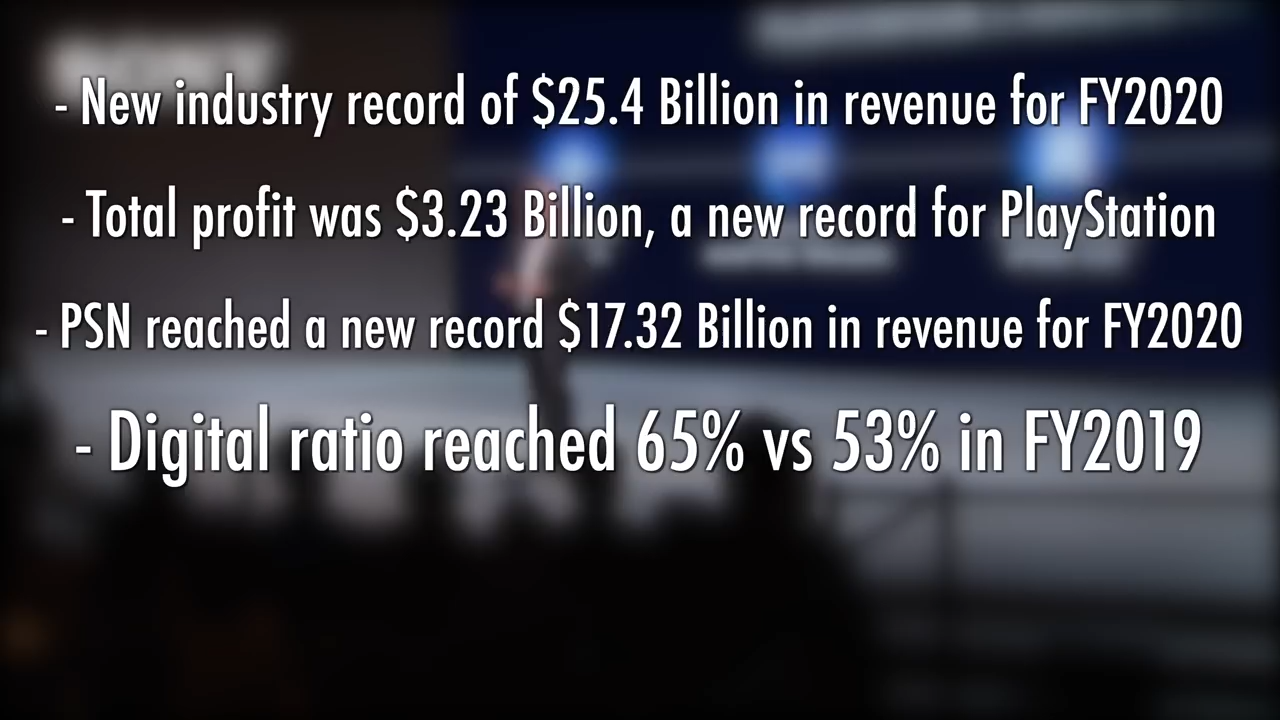 - New industry record of $25.4 Billion in revenue for FY2020
- Total profit was $3.23 Billion, a new record for PlayStation
- PSN reached a new record $17.32 Billion in revenue for FY2020
- Digital ratio reached 65% vs 53% in FY2019